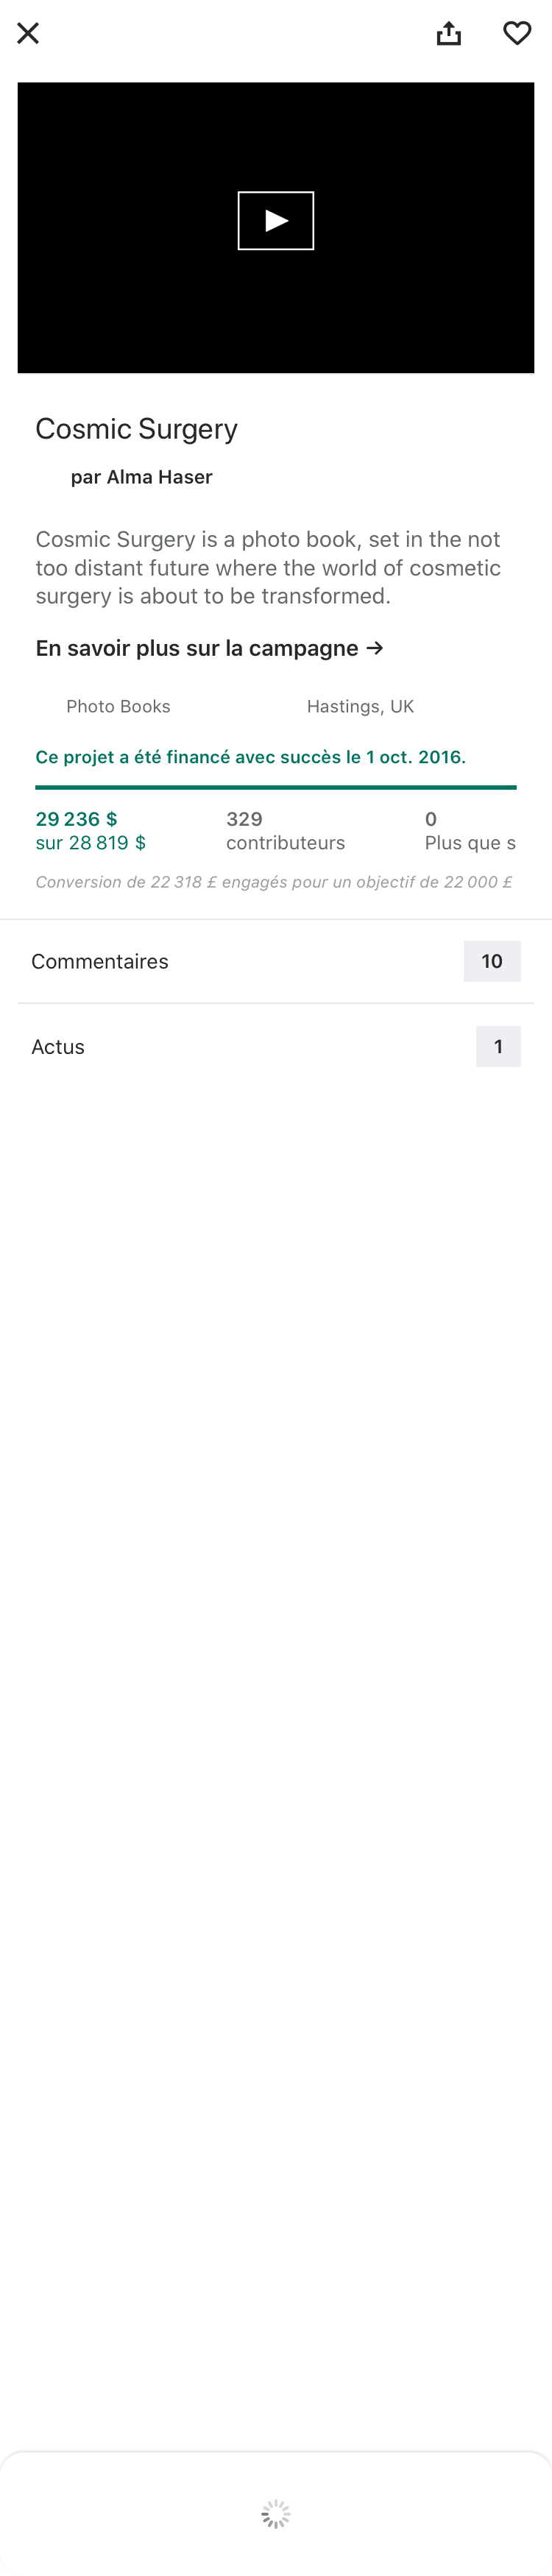 Cosmic Surgery
par Alma Haser
Cosmic Surgery is a photo book, set in the not
too distant future where the world of cosmetic
surgery is about to be transformed.
En savoir plus sur la campagne →
Photo Books
Hastings, UK
Ce projet a été financé avec succès le 1 oct. 2016.
29 236 $
sur 28 819 $
329
contributeurs
0
Plus que s
Conversion de 22 318 £ engagés pour un objectif de 22 000 £
Commentaires
10
Actus
1